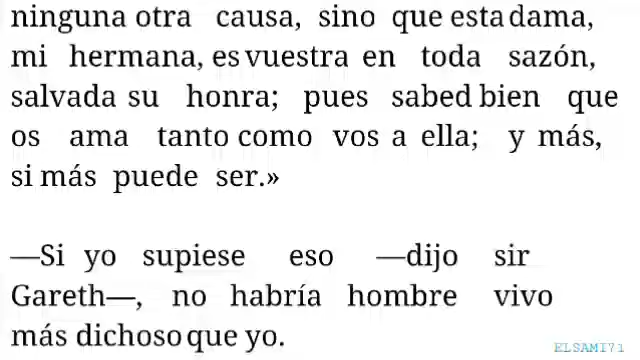 ninguna otra causa, sino que esta dama,
mi hermana, es vuestra en toda sazón,
salvada su honra; pues sabed bien que
os ama tanto como vos a ella; y más,
si más puede ser.»
—Si yo supiese eso —dijo sir
Gareth—, no habría hombre vivo
más dichoso que yo.
ELSAMI71